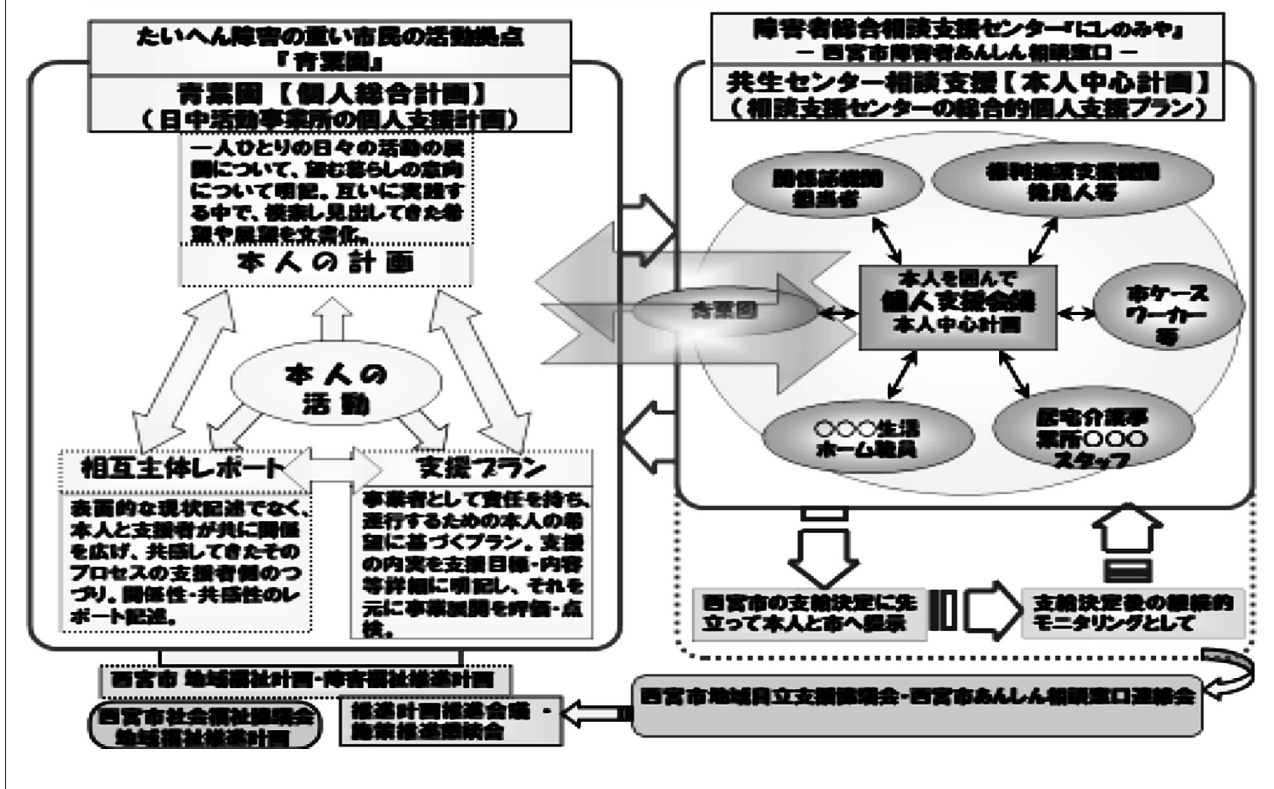 たいへん障害の重い市民の活動拠点
『青葉園』
青葉園【個人総合計画】
(日中活動事業所の個人支援計画)
一人ひとりの日々の活動の展
開について、望む暮らしの意向
について明記。互いに実践す
る中で、模索し見出してきた希
望や展望を文書化。
本人の計画
本人の
活動
相互主体レポート
表面的な現状記述でなく、
本人と支援者が共に関係
を広げ、共感してきたその
プロセスの支援者側のつ
づり。関係性・共感性のレ
ポート記述。
支援プラン
事業者として責任を持ち、
遂行するための本人の希
望に基づくプラン。支援
の内実を支援目標・内容
等詳細に明記し、それを
元に事業展開を評価・点
検。
障害者総合相談支援センター『にしのみや』
― 西宮市障害者あんしん相談窓口 ―
共生センター相談支援【本人中心計画】
(相談支援センターの総合的個人支援プラン)
関係諸機関
担当者
権利擁護支援機関
後見人等
青葉園
本人を囲んで
個人支援会議
本人中心計画
市ケース
ワーカー
等
〇〇〇生活
ホーム職員
居宅介護事
業所〇〇〇
スタッフ
西宮市の支給決定に先
立って本人と市へ提示
支給決定後の継続的
モニタリングとして
西宮市 地域福祉計画・障害福祉推進計画
西宮市社会福祉協議会
地域福祉推進計画
推進計画推進会議・
施策推進懇談会
西宮市地域自立支援協議会・西宮市あんしん相談窓口連絡会